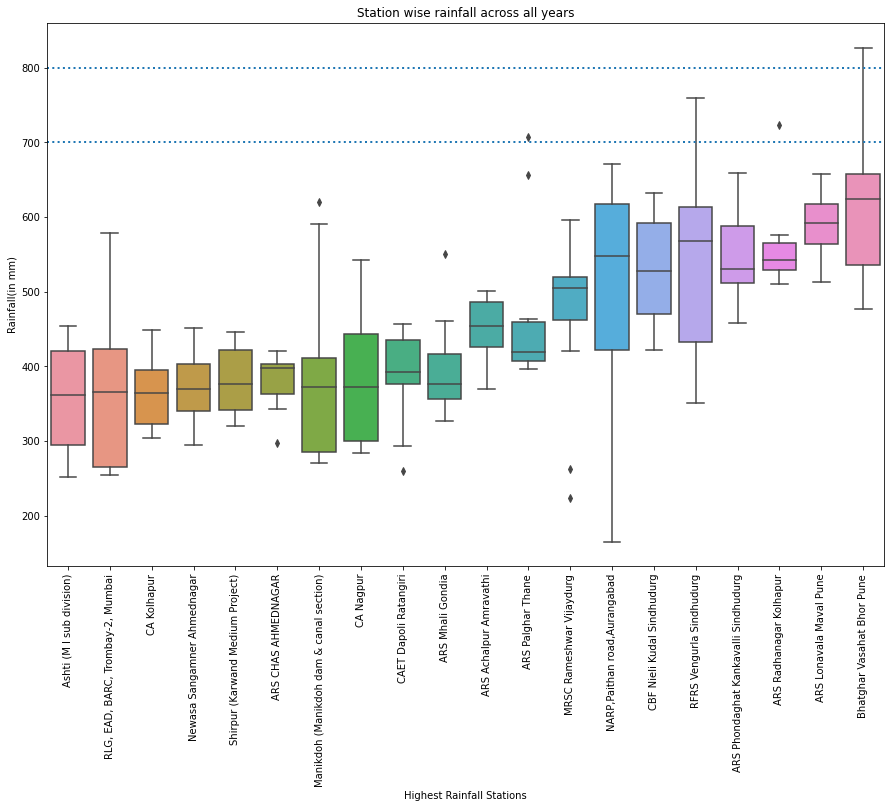 Station wise rainfall across all years
Rainfall(in mm)
800
700
600
500
400
300
200
Ashti (M I sub division)
RLG, EAD, BARC, Trombay-2, Mumbai
CA Kolhapur
Newasa Sangamner Ahmednagar
Shirpur (Karwand Medium Project)
ARS CHAS AHMEDNAGAR
Manikdoh (Manikdoh dam & canal section)
CA Nagpur
CAET Dapoli Ratangiri
ARS Mhali Gondia
ARS Achalpur Amravathi
ARS Palghar Thane
MRSC Rameshwar Vijaydurg
NARP,Paithan road,Aurangabad
CBF Nieli Kudal Sindhudurg
RFRS Vengurla Sindhudurg
ARS Phondaghat Kankavalli Sindhudurg
ARS Radhanagar Kolhapur
ARS Lonavala Maval Pune
Bhatghar Vasahat Bhor Pune
Highest Rainfall Stations